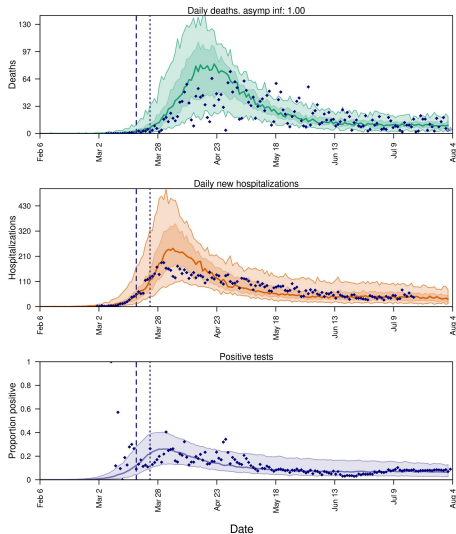 Daily deaths. asymp inf: 1.00
Deaths
130
97
64
32
0
Feb 6
Mar 2
Mar 28
Apr 23
May 18
Jun 13
Jul 9
Aug 4
Daily new hospitalizations
Hospitalizations
430
320
210
110
0
Feb 6
Mar 2
Mar 28
Apr 23
May 18
Jun 13
Jul 9
Aug 4
Positive tests
Proportion positive
1
0.8
0.6
0.4
0.2
0
Feb 6
Mar 2
Mar 28
Apr 23
May 18
Jun 13
Jul 9
Aug 4
Date